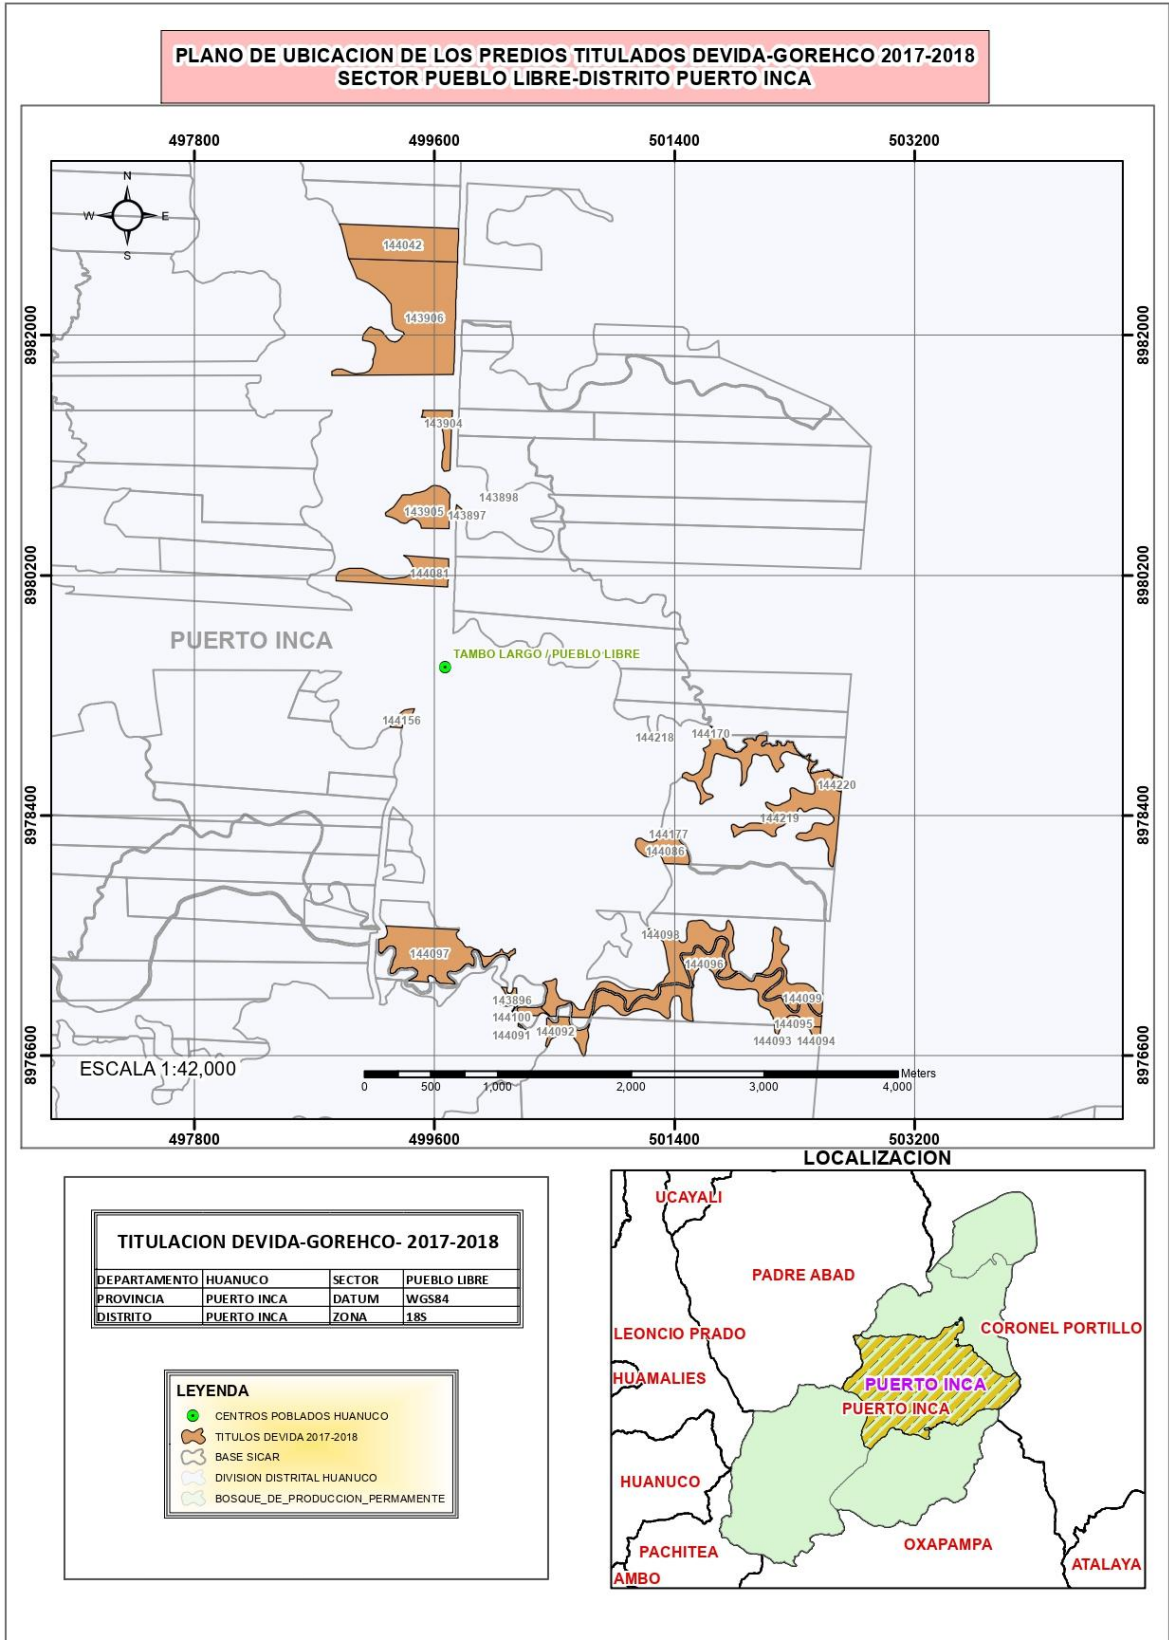 PLANO DE UBICACION DE LOS PREDIOS TITULADOS DEVIDA-GOREHCO 2017-2018
SECTOR PUEBLO LIBRE-DISTRITO PUERTO INCA
497800 499600 501400 503200
N
W E
S
144042
143906
8982000 8982000
143904
143898
143905 143897
144081
8980200 8980200
PUERTO INCA
TAMBO LARGO / PUEBLO LIBRE
144156
144218 144170
144220
8978400 8978400
144219
144177
144086
144098
144097
144096
143896 144099
144100
144095
144091 144092 144093 144094
8976600 8976600
ESCALA 1:42,000
0 500 1,000 2,000 3,000 4,000 Meters
497800 499600 501400 503200
LOCALIZACION
TITULACION DEVIDA-GOREHCO- 2017-2018
DEPARTAMENTO HUANUCO SECTOR PUEBLO LIBRE
PROVINCIA PUERTO INCA DATUM WGS84
DISTRITO PUERTO INCA ZONA 18S
LEYENDA
CENTROS POBLADOS HUANUCO
TITULOS DEVIDA 2017-2018
BASE SICAR
DIVISION DISTRITAL HUANUCO
BOSQUE_DE_PRODUCCION_PERMAMENTE
UCAYALI
PADRE ABAD
LEONCIO PRADO
CORONEL PORTILLO
HUAMALIES
PUERTO INCA
PUERTO INCA
HUANUCO
PACHITEA
OXAPAMPA
AMBO
ATALAYA